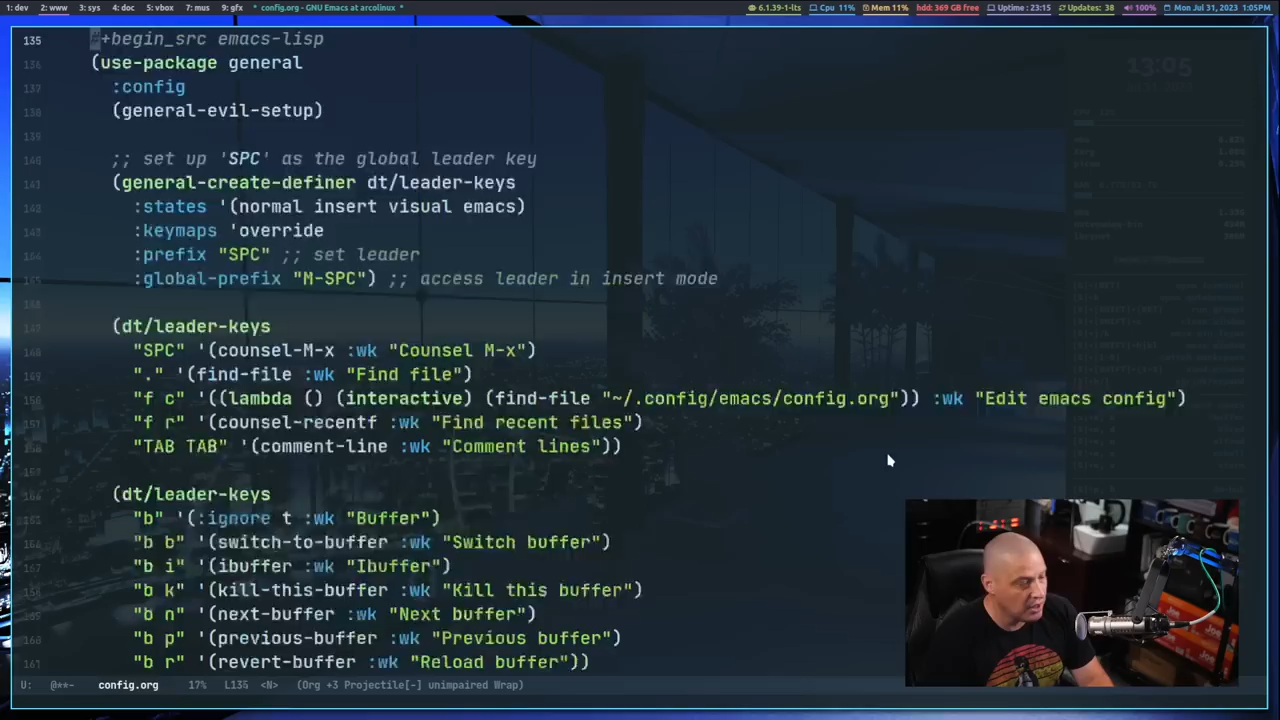 1: dev 2: www 3: sys 4: doc 5: vbox 7: mus 9: gfx * config.org - GNU Emacs at arcolinux * 6.1.39-1-lts Cpu 11% Mem 11% hdd: 369 GB free Uptime : 23:15 Updates: 38 100% Mon Jul 31, 2023 1:05PM
135 #+begin_src emacs-lisp
136 (use-package general
137 :config
138 (general-evil-setup)
139
140 ;; set up 'SPC' as the global leader key
141 (general-create-definer dt/leader-keys
142 :states '(normal insert visual emacs)
143 :keymaps 'override
144 :prefix "SPC" ;; set leader
145 :global-prefix "M-SPC") ;; access leader in insert mode
146
147 (dt/leader-keys
148 "SPC" '(counsel-M-x :wk "Counsel M-x")
149 "." '(find-file :wk "Find file")
150 "f c" '((lambda () (interactive) (find-file "~/.config/emacs/config.org")) :wk "Edit emacs config")
151 "f r" '(counsel-recentf :wk "Find recent files")
152 "TAB TAB" '(comment-line :wk "Comment lines"))
153
154 (dt/leader-keys
155 "b" '(:ignore t :wk "Buffer")
156 "b b" '(switch-to-buffer :wk "Switch buffer")
157 "b i" '(ibuffer :wk "Ibuffer")
158 "b k" '(kill-this-buffer :wk "Kill this buffer")
159 "b n" '(next-buffer :wk "Next buffer")
160 "b p" '(previous-buffer :wk "Previous buffer")
161 "b r" '(revert-buffer :wk "Reload buffer"))
U: @**- config.org 17% L135 <N> (Org +3 Projectile[-] unimpaired Wrap)
13:05